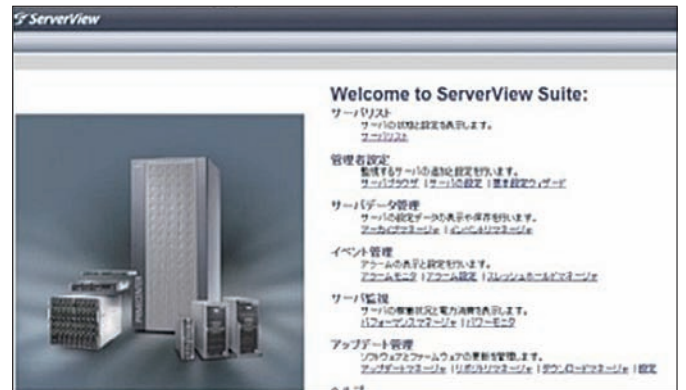 ServerView
Welcome to ServerView Suite:
サーバリスト
サーバの状態と設定を表示します。
サーバリスト
管理者設定
監視するサーバの追加と設定を行います。
サーバブラウザ | サーバの設定 | 基本設定ウィザード
サーバデータ管理
サーバの設定データの表示や保存を行います。
アーカイブマネージャ | インベントリマネージャ
イベント管理
アラームの表示と設定を行います。
アラームモニタ | アラーム設定 | スレッショルドマネージャ
サーバ監視
サーバの稼働状況と電力消費を表示します。
パフォーマンスマネージャ | パワーモニタ
アップデート管理
ソフトウェアとファームウェアの更新を管理します。
アップデートマネージャ | リポジトリマネージャ | ダウンロードマネージャ | 設定